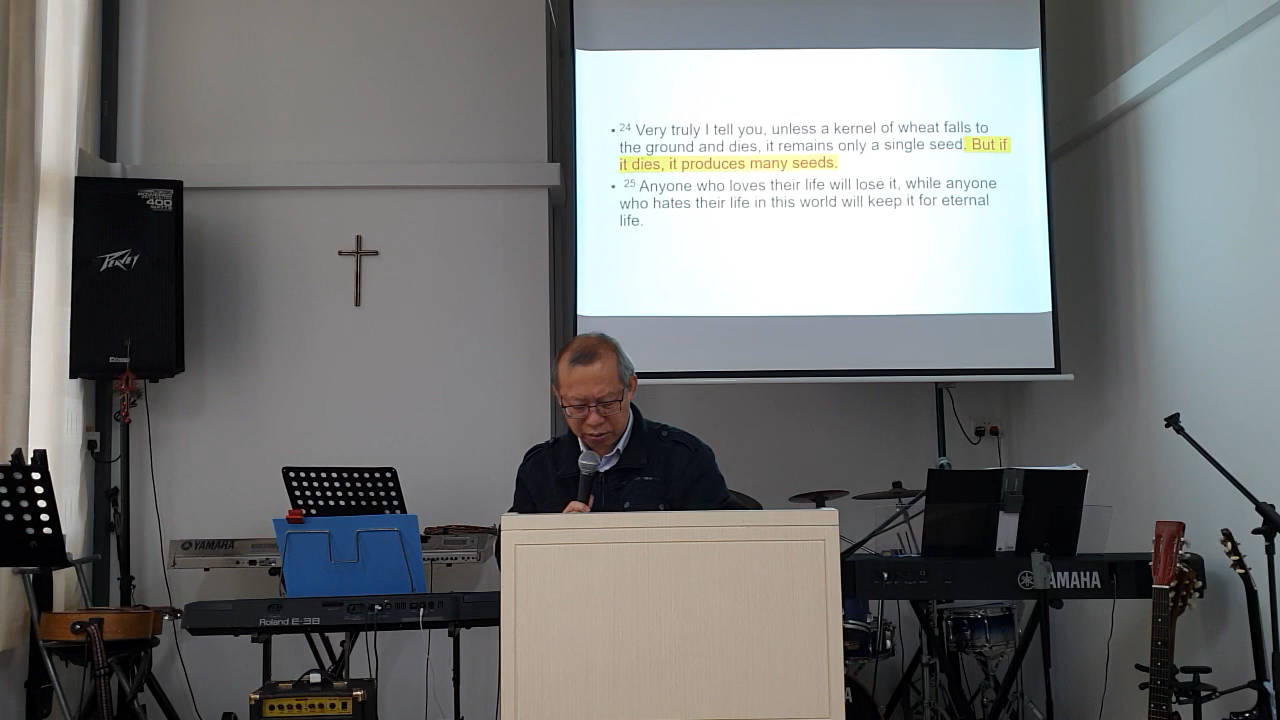 • 24 Very truly I tell you, unless a kernel of wheat falls to
the ground and dies, it remains only a single seed. But if
it dies, it produces many seeds.
• 25 Anyone who loves their life will lose it, while anyone
who hates their life in this world will keep it for eternal
life.
POWERED
400
WATTS
PEAVEY
YAMAHA
Roland E-38
YAMAHA